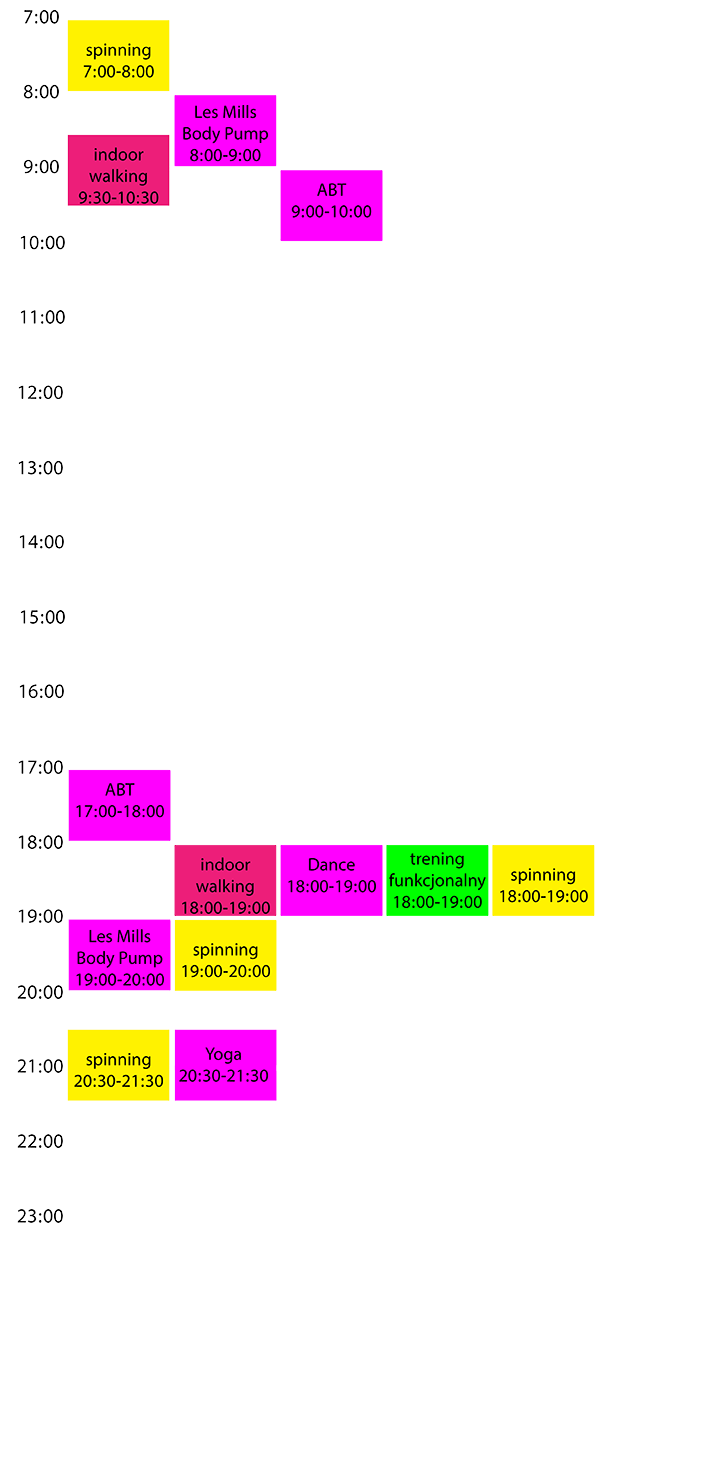 7:00
spinning
7:00-8:00
8:00
Les Mills
Body Pump
8:00-9:00
indoor
walking
9:30-10:30
9:00
ABT
9:00-10:00
10:00
11:00
12:00
13:00
14:00
15:00
16:00
17:00
ABT
17:00-18:00
18:00
indoor
walking
18:00-19:00
Dance
18:00-19:00
trening
funkcjonalny
18:00-19:00
spinning
18:00-19:00
19:00
Les Mills
Body Pump
19:00-20:00
spinning
19:00-20:00
20:00
spinning
20:30-21:30
Yoga
20:30-21:30
21:00
22:00
23:00